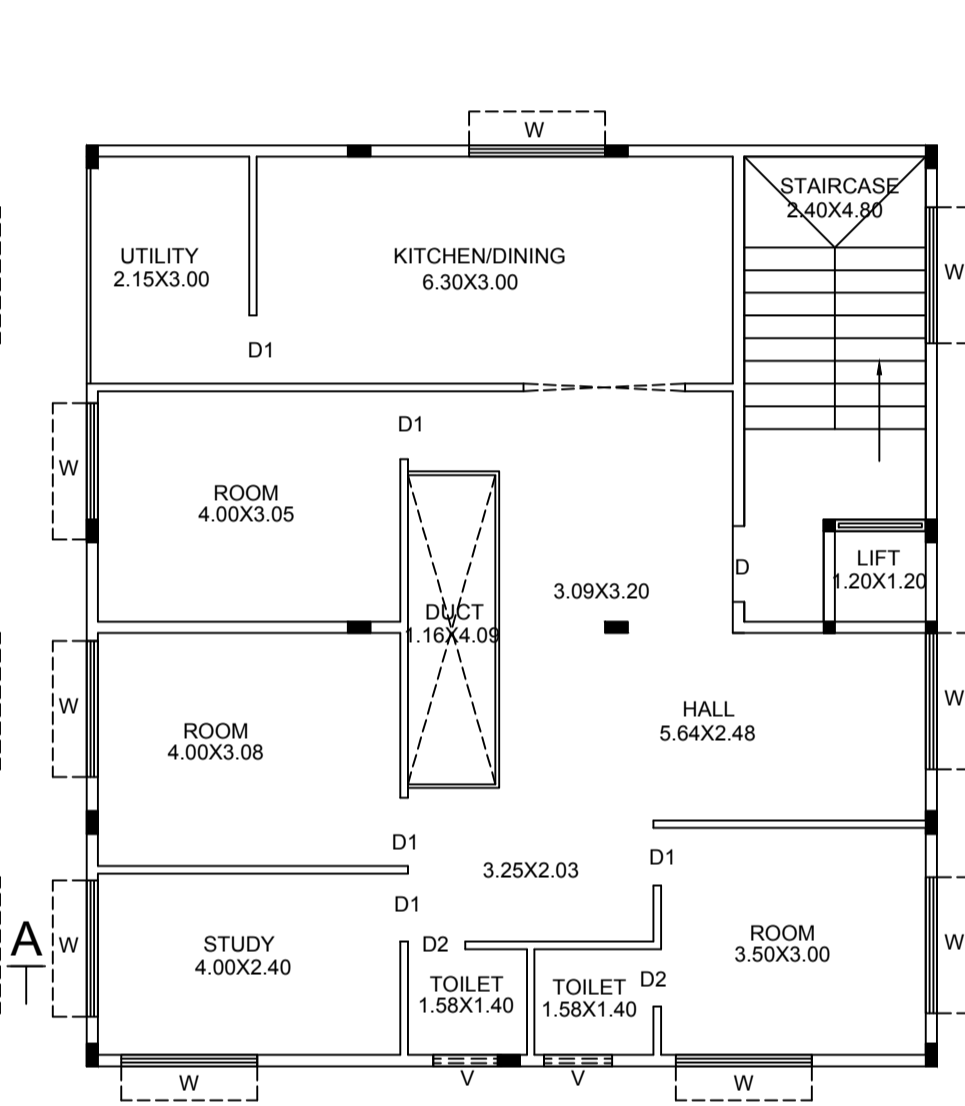 W
STAIRCASE
2.40X4.80
UTILITY
2.15X3.00
KITCHEN/DINING
6.30X3.00
W
D1
D1
W
ROOM
4.00X3.05
LIFT
1.20X1.20
D
3.09X3.20
DUCT
1.16X4.09
W
W
ROOM
4.00X3.08
HALL
5.64X2.48
D1
D1
3.25X2.03
D1
A
W
STUDY
4.00X2.40
D2
ROOM
3.50X3.00
W
TOILET
1.58X1.40
TOILET
1.58X1.40
D2
W
V
V
W